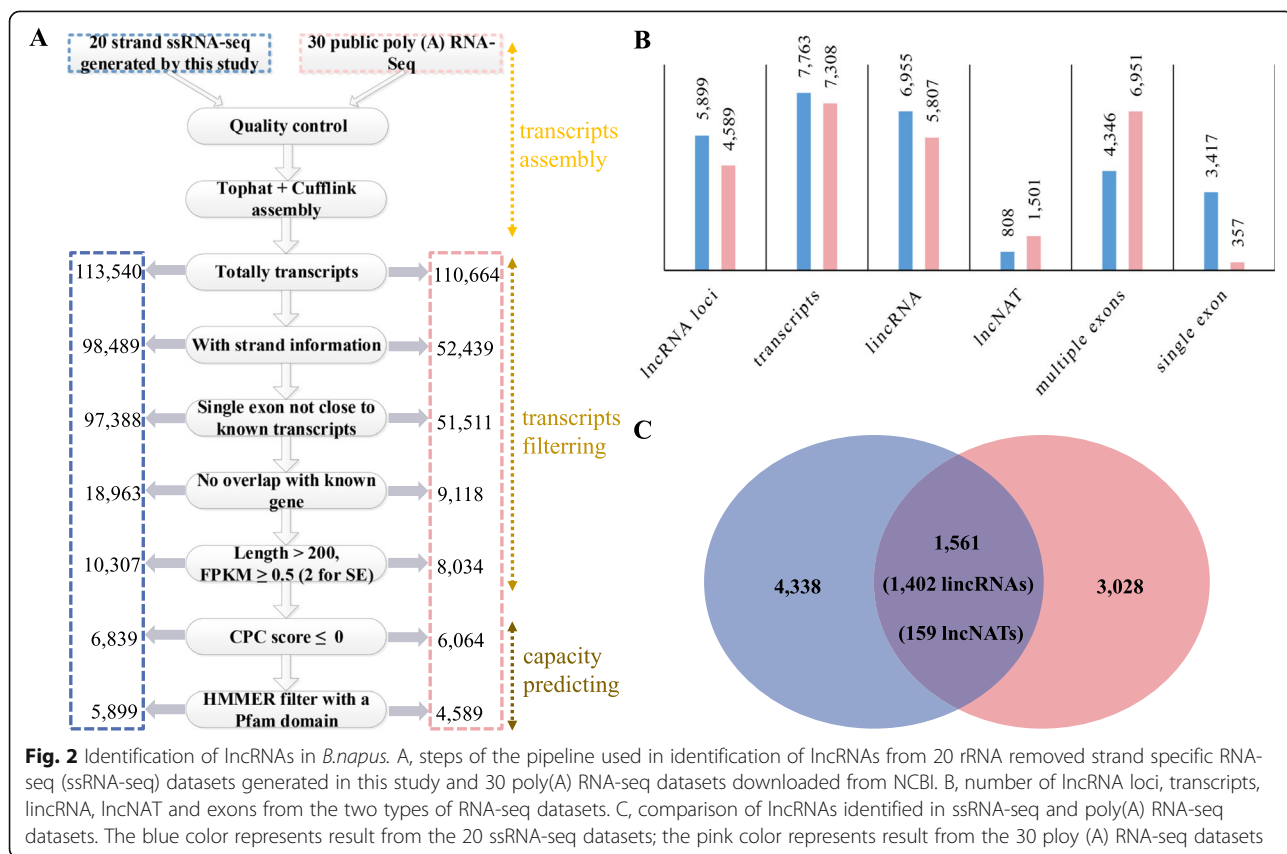 A
20 strand ssRNA-seq
generated by this study
30 public poly (A) RNA-
Seq
Quality control
Tophat + Cufflink
assembly
transcripts
assembly
113,540
Totally transcripts
110,664
98,489
With strand information
52,439
97,388
Single exon not close to
known transcripts
51,511
transcripts
filterring
18,963
No overlap with known
gene
9,118
10,307
Length > 200,
FPKM ≥ 0.5 (2 for SE)
8,034
6,839
CPC score ≤ 0
6,064
capacity
predicting
5,899
HMMER filter with a
Pfam domain
4,589
B
5,899
4,589
7,763
7,308
6,955
5,807
808
1,501
4,346
6,951
3,417
357
lncRNA loci
transcripts
lincRNA
lncNAT
multiple exons
single exon
C
4,338
1,561
(1,402 lincRNAs)
(159 lncNATs)
3,028
Fig. 2 Identification of lncRNAs in B.napus. A, steps of the pipeline used in identification of lncRNAs from 20 rRNA removed strand specific RNA-
seq (ssRNA-seq) datasets generated in this study and 30 poly(A) RNA-seq datasets downloaded from NCBI. B, number of lncRNA loci, transcripts,
lincRNA, lncNAT and exons from the two types of RNA-seq datasets. C, comparison of lncRNAs identified in ssRNA-seq and poly(A) RNA-seq
datasets. The blue color represents result from the 20 ssRNA-seq datasets; the pink color represents result from the 30 ploy (A) RNA-seq datasets